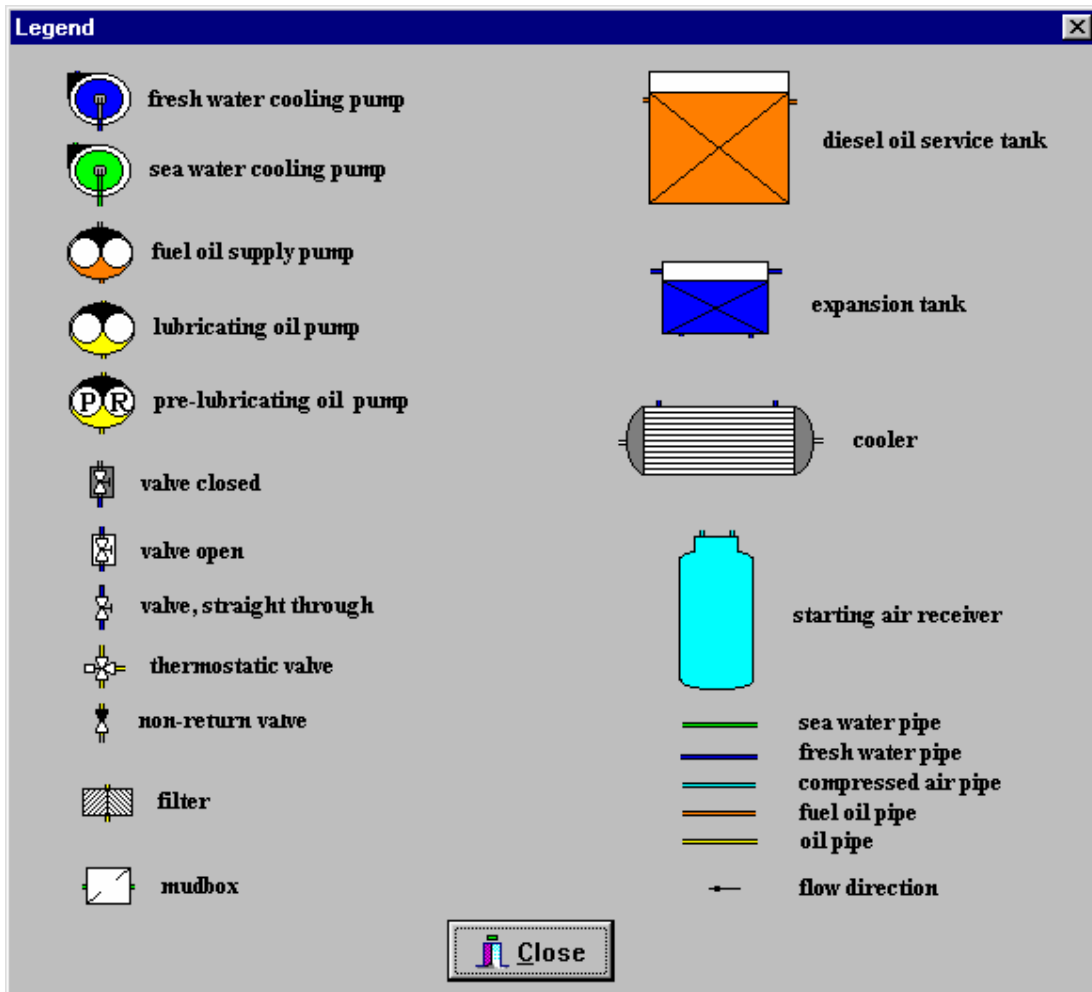 Legend
fresh water cooling pump
sea water cooling pump
fuel oil supply pump
lubricating oil pump
P R
pre-lubricating oil pump
valve closed
valve open
valve, straight through
thermostatic valve
non-return valve
filter
mudbox
diesel oil service tank
expansion tank
cooler
starting air receiver
sea water pipe
fresh water pipe
compressed air pipe
fuel oil pipe
oil pipe
flow direction
Close